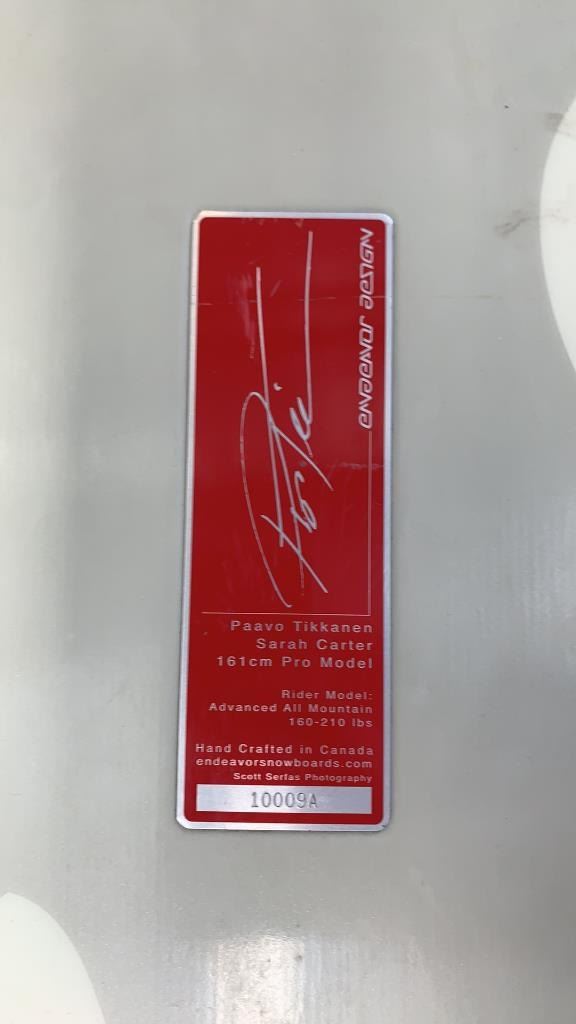 ENDEAVOR DESIGN
Paavo Tikkanen
Sarah Carter
161cm Pro Model
Rider Model:
Advanced All Mountain
160-210 lbs
Hand Crafted in Canada
endeavorsnowboards.com
Scott Serfas Photography
10009A